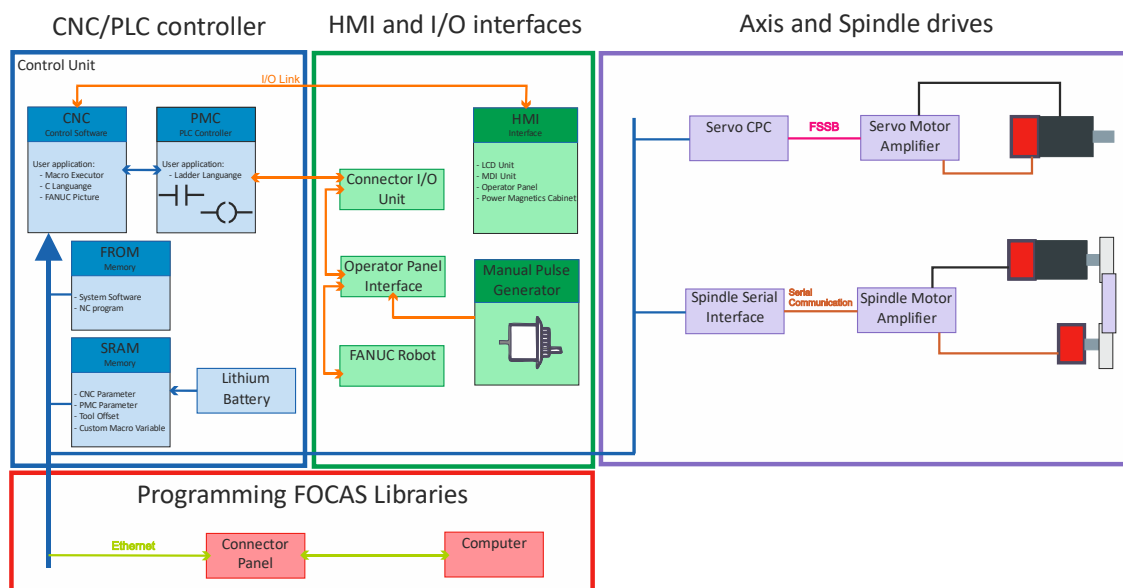 CNC/PLC controller
HMI and I/O interfaces
Axis and Spindle drives
Control Unit
I/O Link
CNC
Control Software
User application:
- Macro Executor
- C Languange
- FANUC Picture
PMC
PLC Controller
User application:
- Ladder Languange
FROM
Memory
- System Software
- NC program
SRAM
Memory
- CNC Parameter
- PMC Parameter
- Tool Offset
- Custom Macro Variable
Lithium
Battery
HMI
Interface
- LCD Unit
- MDI Unit
- Operator Panel
- Power Magnetics Cabinet
Connector I/O
Unit
Operator Panel
Interface
Manual Pulse
Generator
FANUC Robot
Servo CPC
FSSB
Servo Motor
Amplifier
Spindle Serial
Interface
Serial
Communication
Spindle Motor
Amplifier
Programming FOCAS Libraries
Ethernet
Connector
Panel
Computer